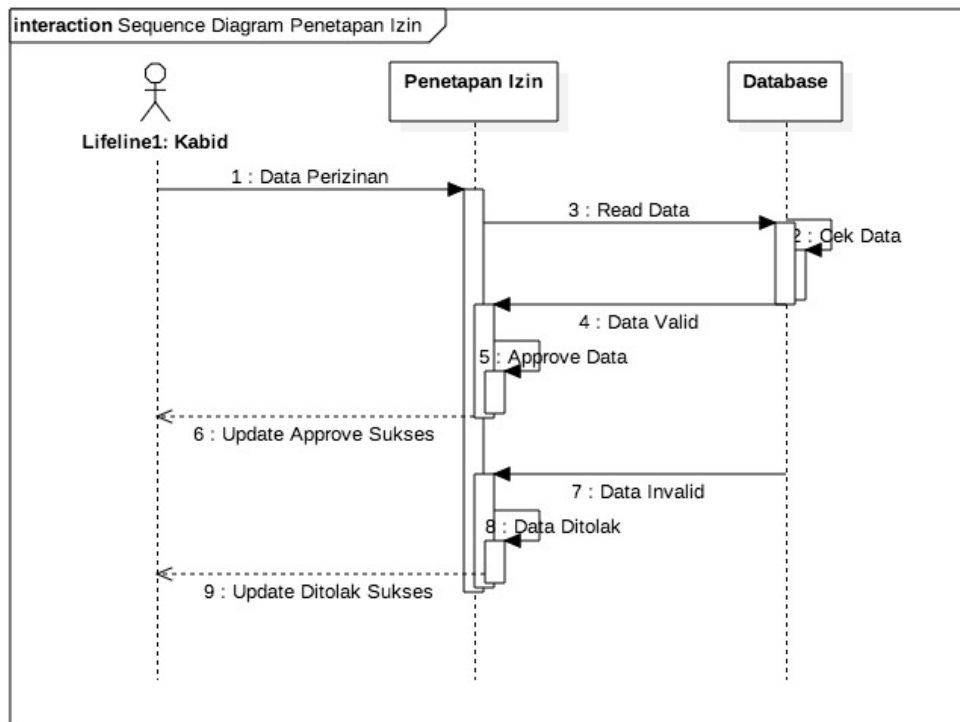 interaction Sequence Diagram Penetapan Izin
Penetapan Izin
Database
Lifeline1: Kabid
1 : Data Perizinan
3 : Read Data
2 : Cek Data
4 : Data Valid
5 : Approve Data
6 : Update Approve Sukses
7 : Data Invalid
8 : Data Ditolak
9 : Update Ditolak Sukses